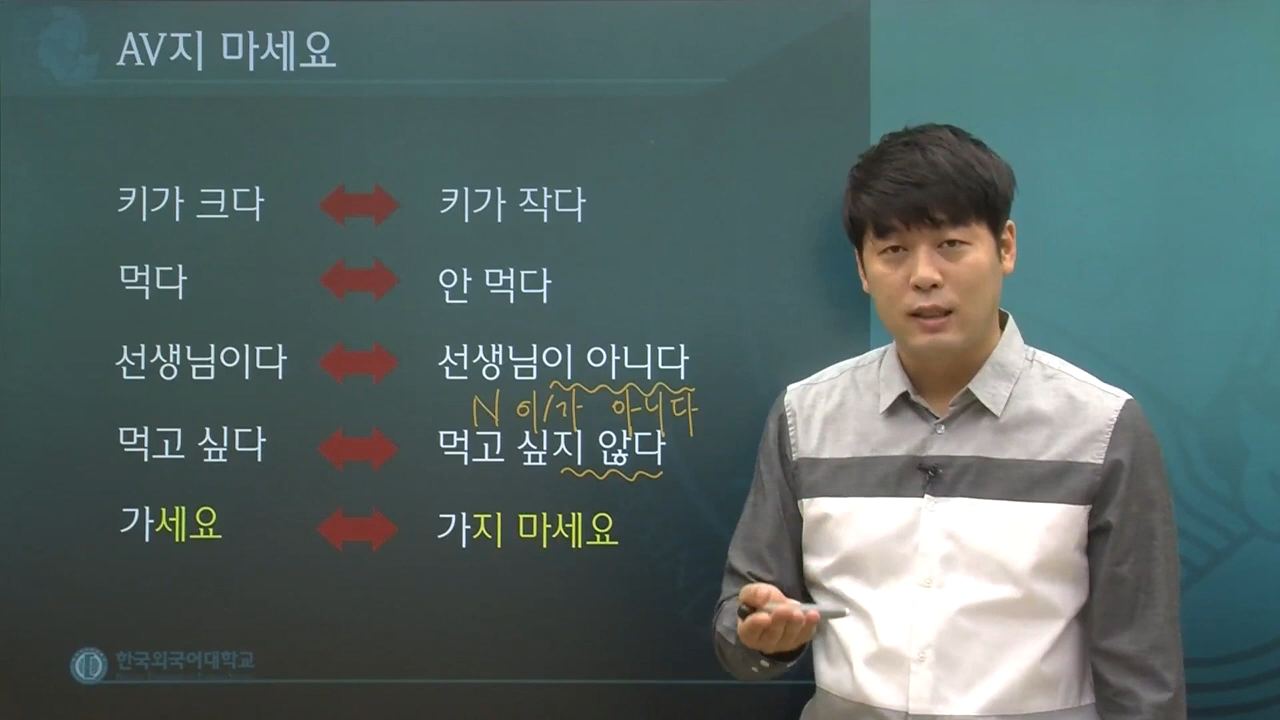 AV지 마세요
키가 크다 키가 작다
먹다 안 먹다
선생님이다 선생님이 아니다
N 이/가 아니다
먹고 싶다 먹고 싶지 않다
가세요 가지 마세요
한국외국어대학교